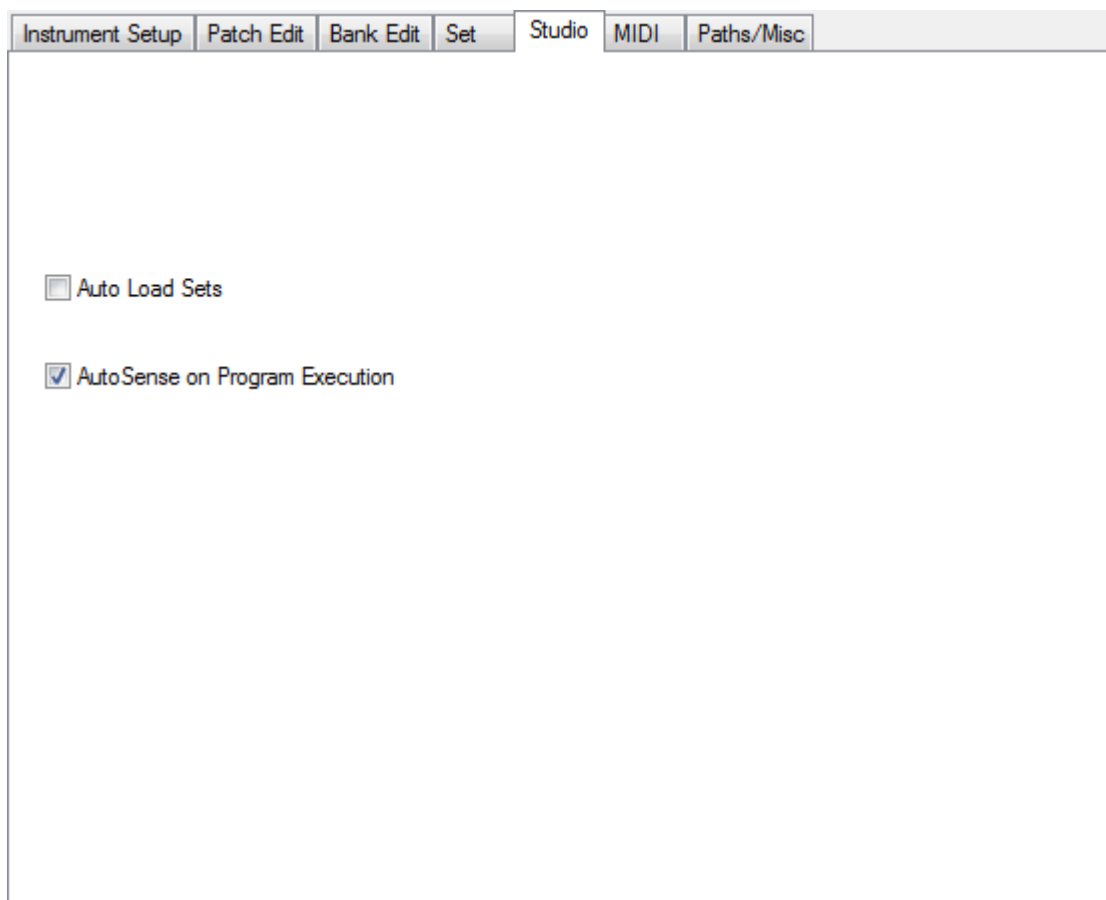 Instrument Setup Patch Edit Bank Edit Set Studio MIDI Paths/Misc
Auto Load Sets
AutoSense on Program Execution